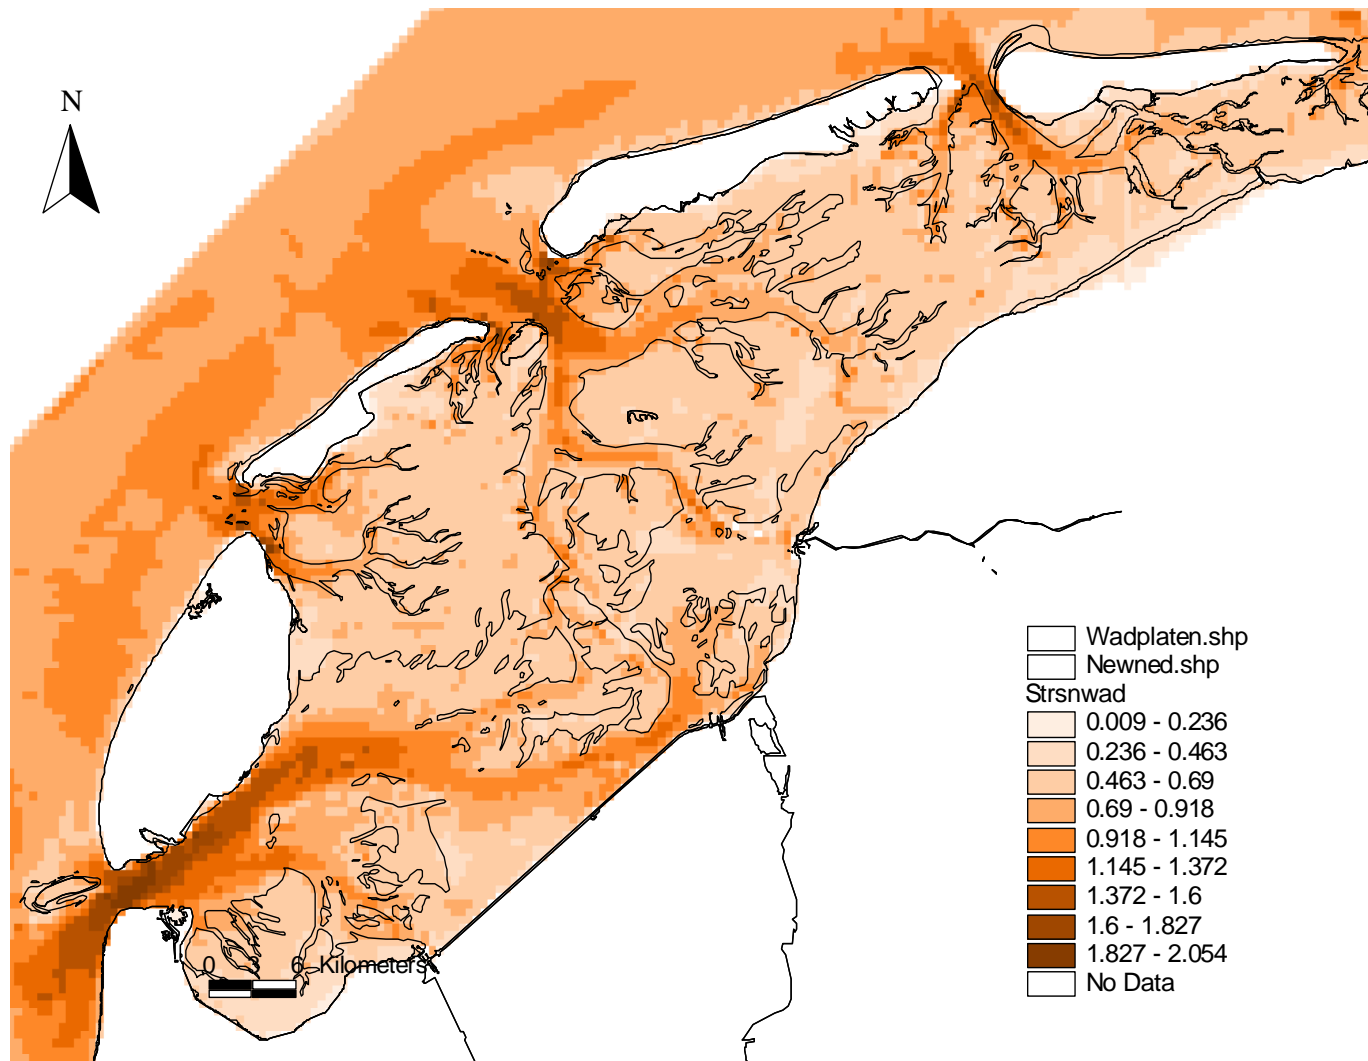 N
Wadplaten.shp
Newned.shp
Strsnwad
0.009 - 0.236
0.236 - 0.463
0.463 - 0.69
0.69 - 0.918
0.918 - 1.145
1.145 - 1.372
1.372 - 1.6
1.6 - 1.827
1.827 - 2.054
No Data
0 3 6 Kilometers